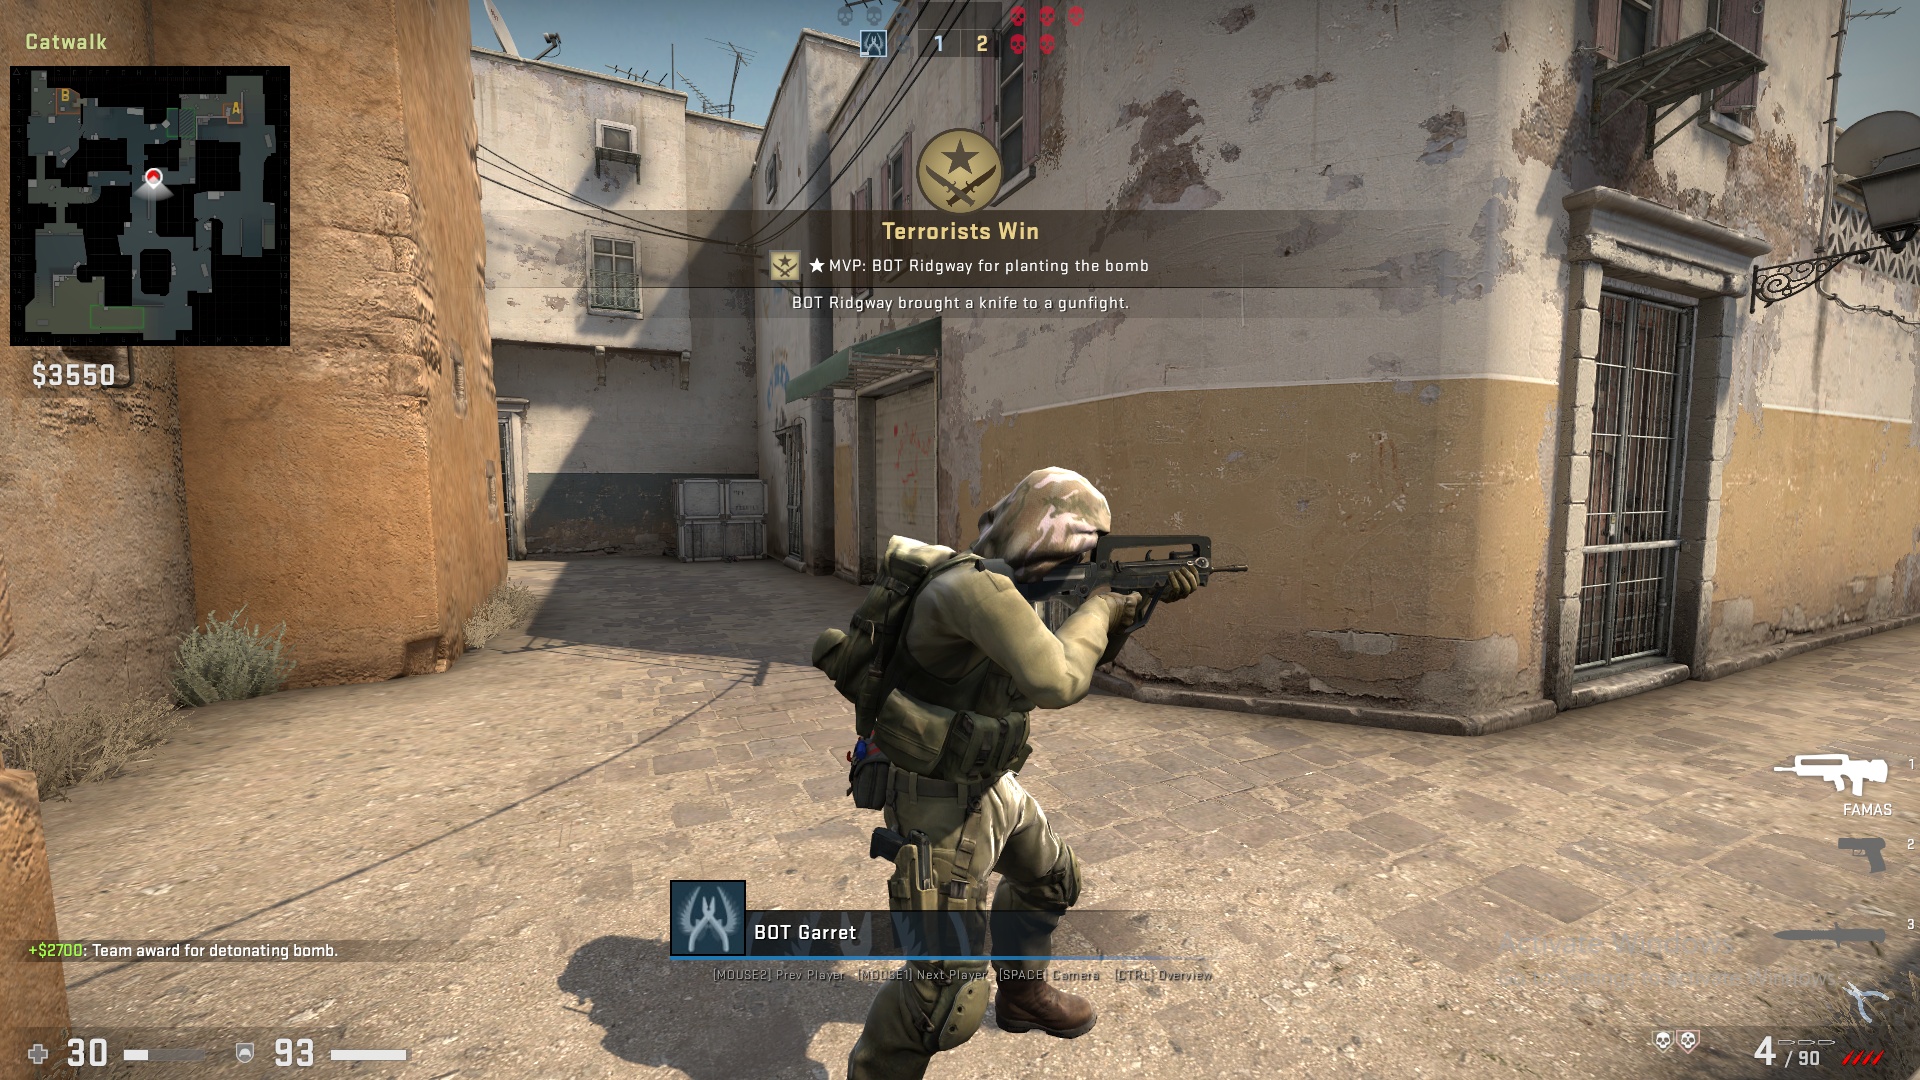 Catwalk
B
A
1 2
$3550
Terrorists Win
★ MVP: BOT Ridgway for planting the bomb
BOT Ridgway brought a knife to a gunfight.
1
FAMAS
2
3
BOT Garret
+$2700: Team award for detonating bomb.
[MOUSE2] Prev Player [MOUSE1] Next Player [SPACE] Camera [CTRL] Overview
30 93
4 / 90